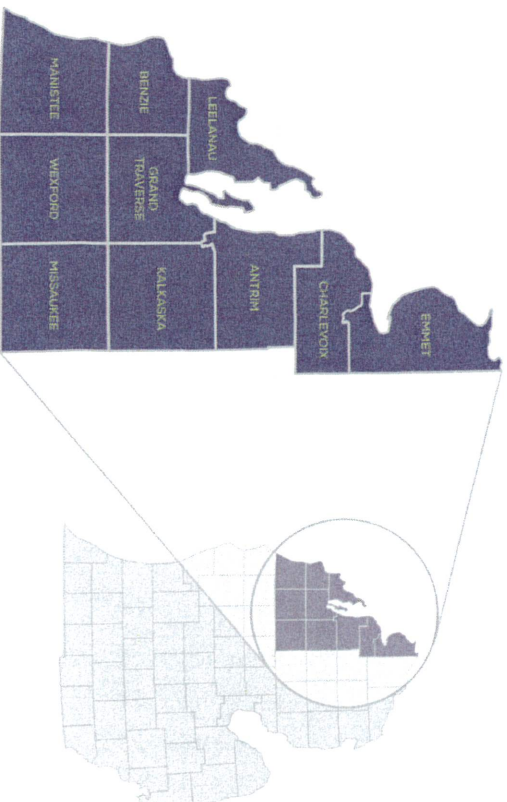 EMMET
CHARLEVOIX
LEELANAU
ANTRIM
BENZIE
GRAND
TRAVERSE
KALKASKA
MANISTEE
WEXFORD
MISSAUKEE